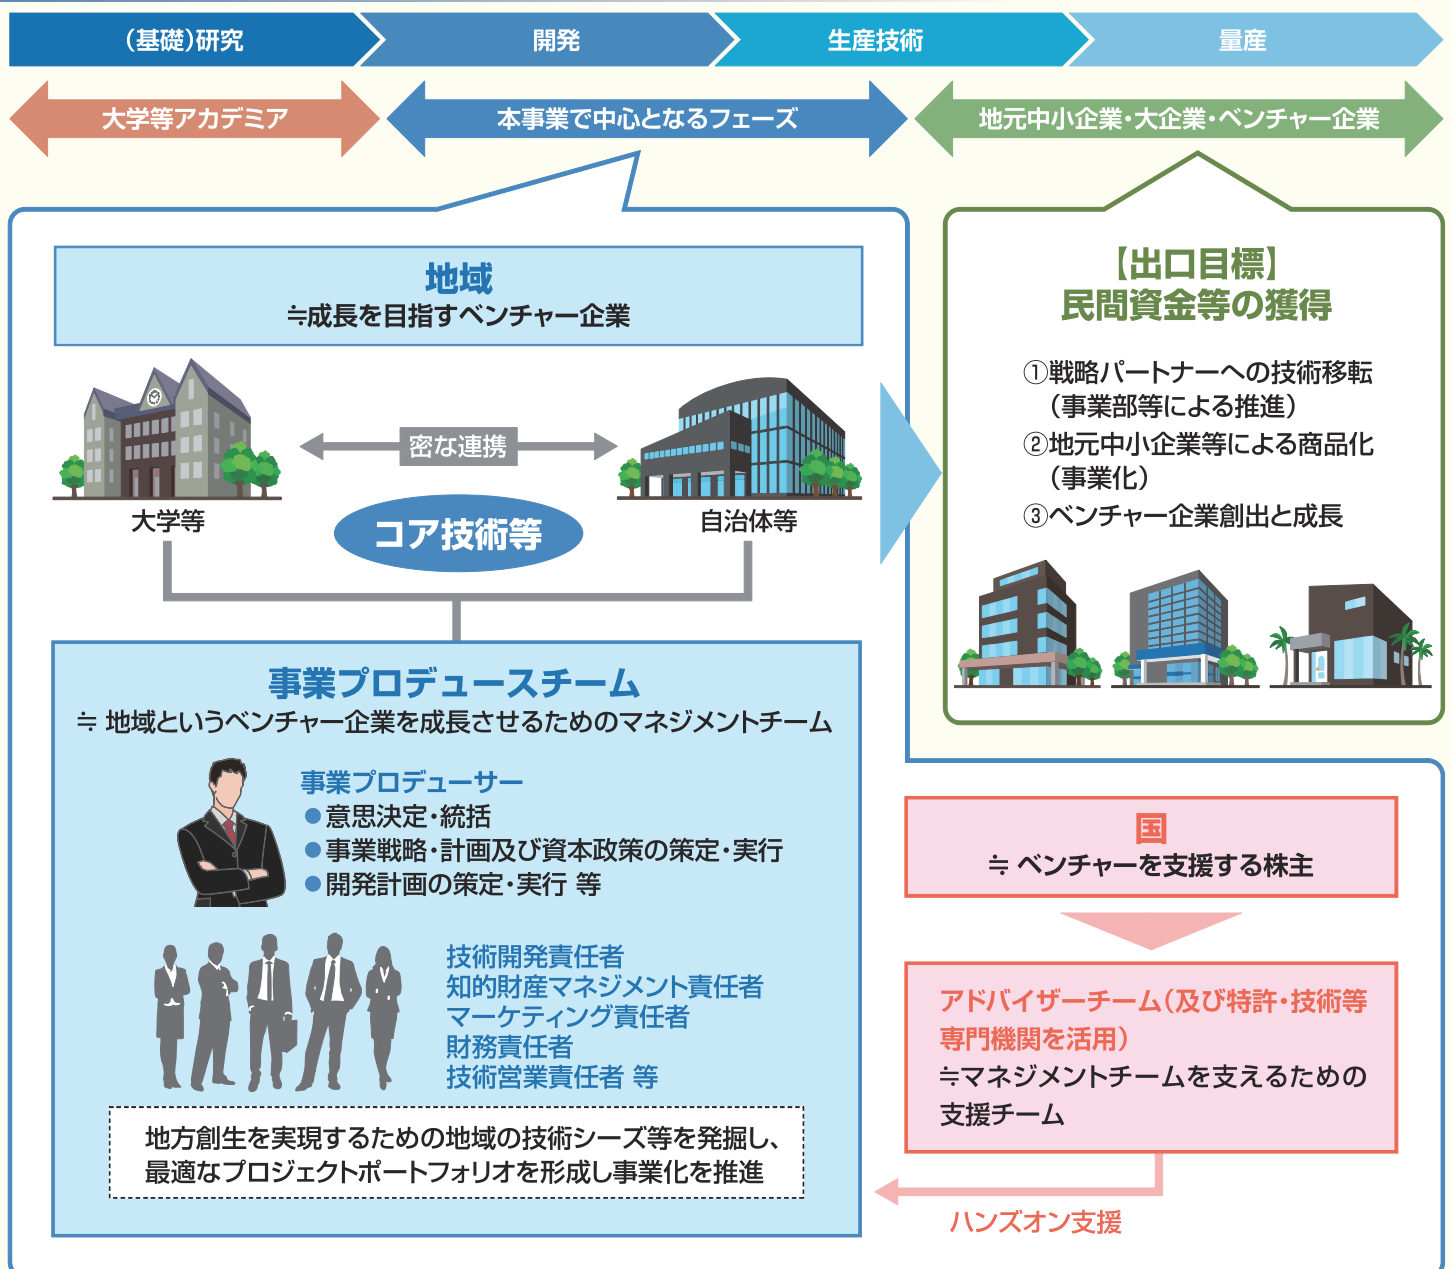 (基礎)研究
開発
生産技術
量産
大学等アカデミア
本事業で中心となるフェーズ
地元中小企業・大企業・ベンチャー企業
地域
≒成長を目指すベンチャー企業
密な連携
大学等
コア技術等
自治体等
【出口目標】
民間資金等の獲得
①戦略パートナーへの技術移転
(事業部等による推進)
②地元中小企業等による商品化
(事業化)
③ベンチャー企業創出と成長
事業プロデュースチーム
≒ 地域というベンチャー企業を成長させるためのマネジメントチーム
事業プロデューサー
●意思決定・統括
●事業戦略・計画及び資本政策の策定・実行
●開発計画の策定・実行 等
技術開発責任者
知的財産マネジメント責任者
マーケティング責任者
財務責任者
技術営業責任者 等
地方創生を実現するための地域の技術シーズ等を発掘し、
最適なプロジェクトポートフォリオを形成し事業化を推進
国
≒ ベンチャーを支援する株主
アドバイザーチーム(及び特許・技術等
専門機関を活用)
≒マネジメントチームを支えるための
支援チーム
ハンズオン支援